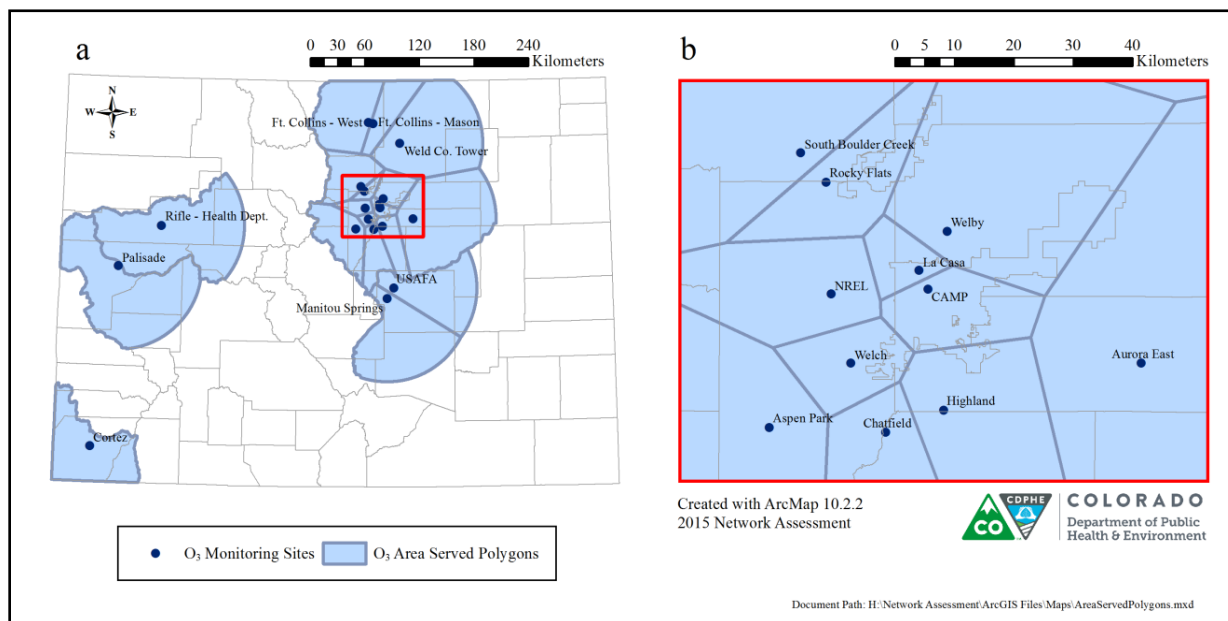 a
0 30 60 120 180 240
Kilometers
N
W E
S
Ft. Collins - West
Ft. Collins - Mason
Weld Co. Tower
Rifle - Health Dept.
Palisade
USAFA
Manitou Springs
Cortez
O₃ Monitoring Sites
O₃ Area Served Polygons
b
0 5 10 20 30 40
Kilometers
South Boulder Creek
Rocky Flats
Welby
La Casa
NREL
CAMP
Welch
Aurora East
Highland
Aspen Park
Chatfield
Created with ArcMap 10.2.2
2015 Network Assessment
CO
CDPHE
COLORADO
Department of Public
Health & Environment
Document Path: H:\Network Assessment\ArcGIS Files\Maps\AreaServedPolygons.mxd